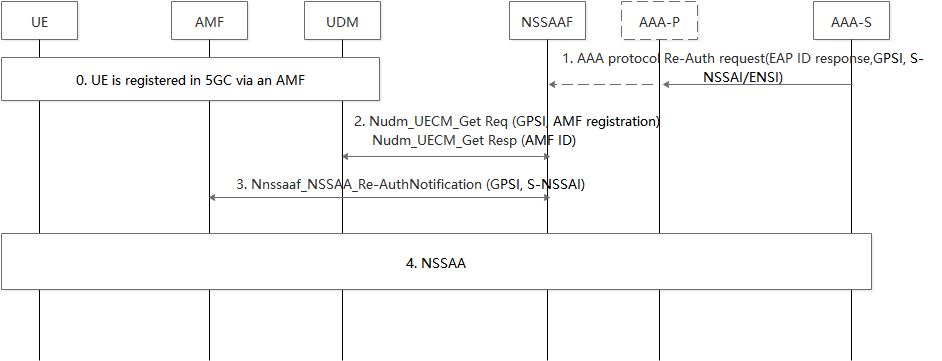 UE
AMF
UDM
NSSAAF
AAA-P
AAA-S
0. UE is registered in 5GC via an AMF
1. AAA protocol Re-Auth request(EAP ID response,GPSI, S-
NSSAI/ENSI)
2. Nudm_UECM_Get Req (GPSI, AMF registration)
Nudm_UECM_Get Resp (AMF ID)
3. Nnssaaf_NSSAA_Re-AuthNotification (GPSI, S-NSSAI)
4. NSSAA